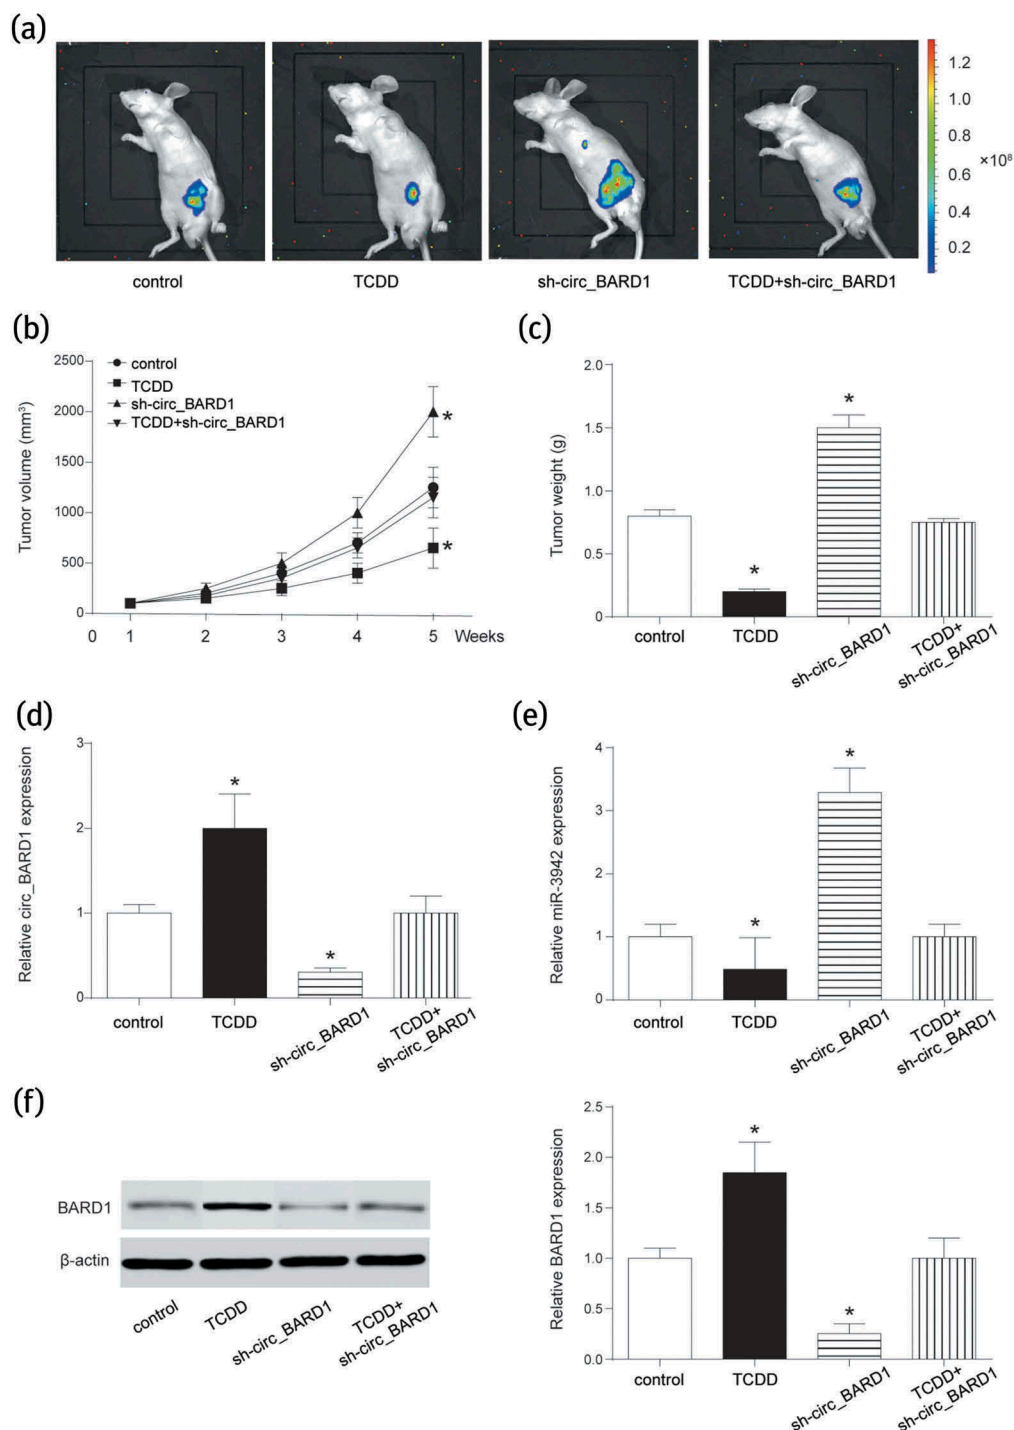 (a)
1.2
1.0
0.8
×10⁸
0.6
0.4
0.2
control
TCDD
sh-circ_BARD1
TCDD+sh-circ_BARD1
(b)
Tumor volume (mm³)
2500
2000
1500
1000
500
0
control
TCDD
sh-circ_BARD1
TCDD+sh-circ_BARD1
*
*
0 1 2 3 4 5 Weeks
(c)
Tumor weight (g)
2.0
1.5
1.0
0.5
0
*
*
control
TCDD
sh-circ_BARD1
TCDD+
sh-circ_BARD1
(d)
Relative circ_BARD1 expression
3
2
1
0
*
*
control
TCDD
sh-circ_BARD1
TCDD+
sh-circ_BARD1
(e)
Relative miR-3942 expression
4
3
2
1
0
*
*
control
TCDD
sh-circ_BARD1
TCDD+
sh-circ_BARD1
(f)
BARD1
β-actin
control
TCDD
sh-circ_BARD1
TCDD+
sh-circ_BARD1
Relative BARD1 expression
2.5
2.0
1.5
1.0
0.5
0.0
*
*
control
TCDD
sh-circ_BARD1
TCDD+
sh-circ_BARD1